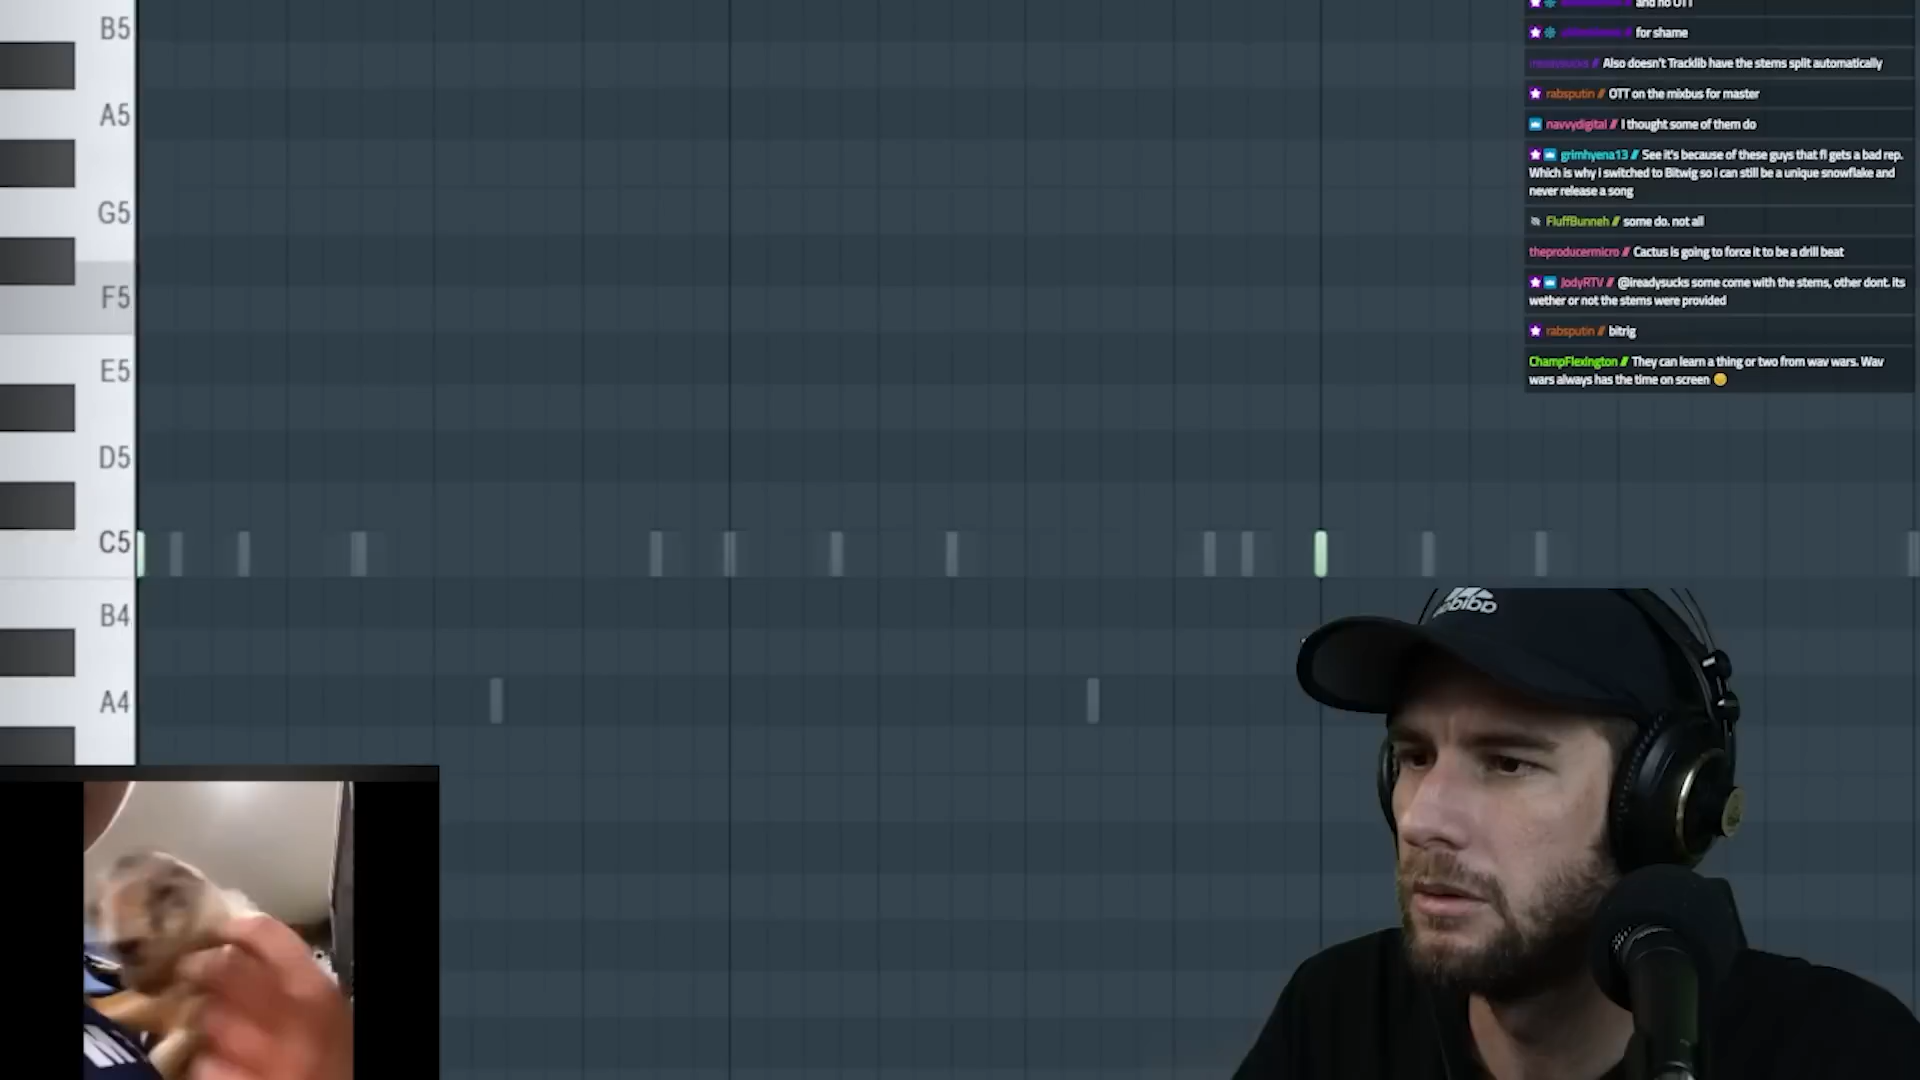 B5
A5
G5
F5
E5
D5
C5
B4
A4
and no OTT
for shame
ireadysucks // Also doesn't Tracklib have the stems split automatically
rabsputin // OTT on the mixbus for master
navvydigital // I thought some of them do
grimhyena13 // See it's because of these guys that fl gets a bad rep.
Which is why i switched to Bitwig so i can still be a unique snowflake and
never release a song
FluffBunneh // some do. not all
theproducermicro // Cactus is going to force it to be a drill beat
JodyRTV // @ireadysucks some come with the stems, other dont. its
wether or not the stems were provided
rabsputin // bitrig
ChampFlexington // They can learn a thing or two from wav wars. Wav
wars always has the time on screen
adidas